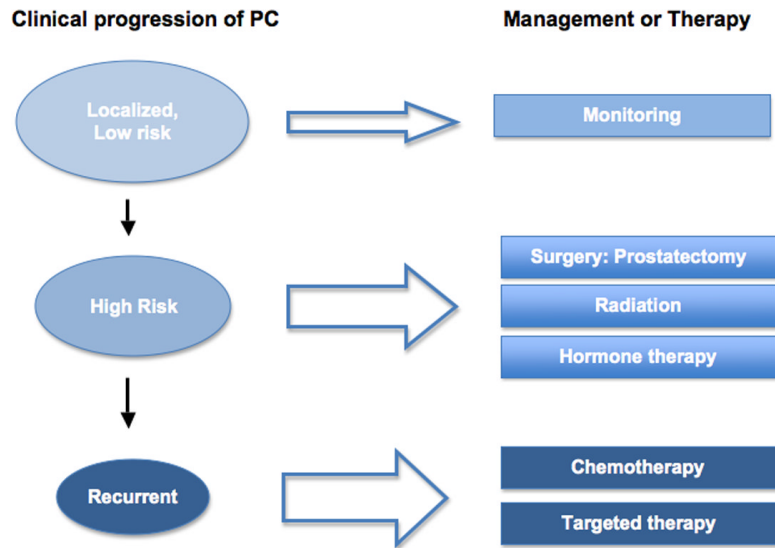 Clinical progression of PC
Management or Therapy
Localized,
Low risk
Monitoring
High Risk
Surgery: Prostatectomy
Radiation
Hormone therapy
Recurrent
Chemotherapy
Targeted therapy